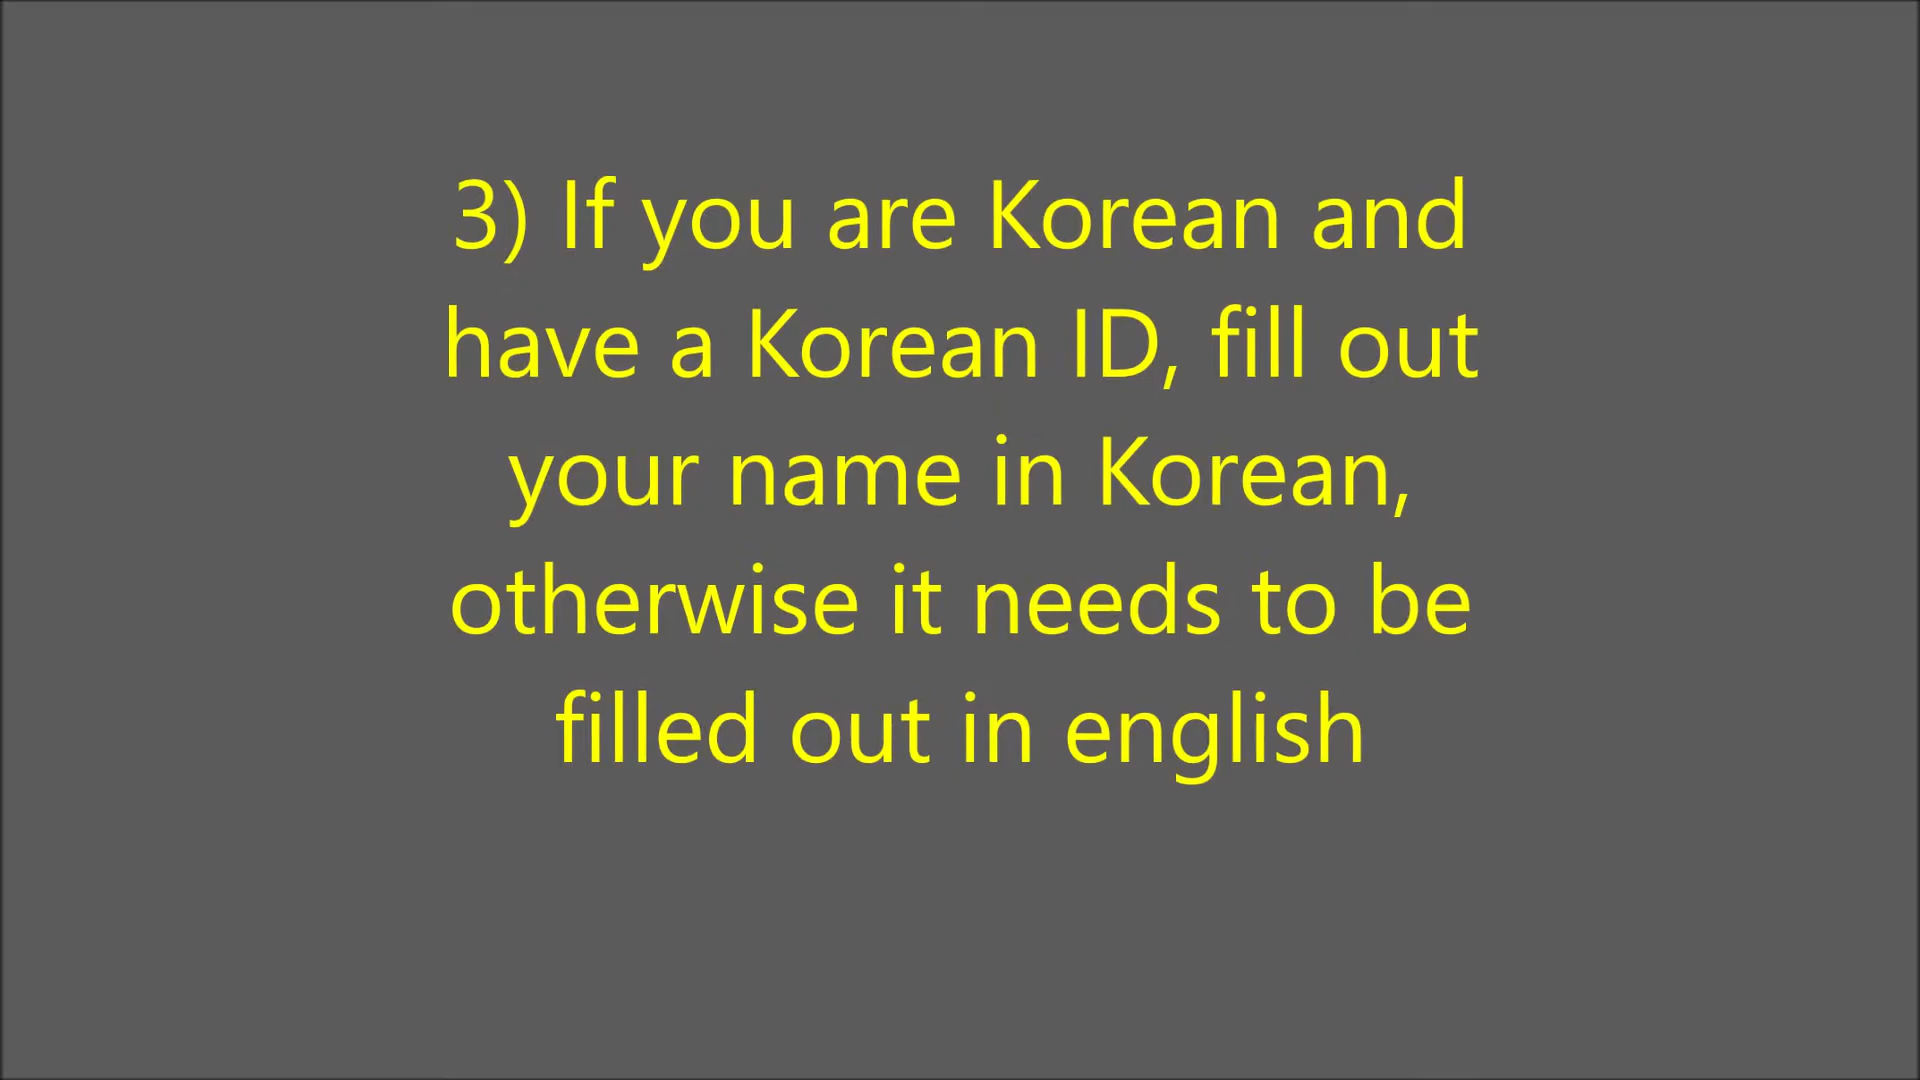 3) If you are Korean and
have a Korean ID, fill out
your name in Korean,
otherwise it needs to be
filled out in english